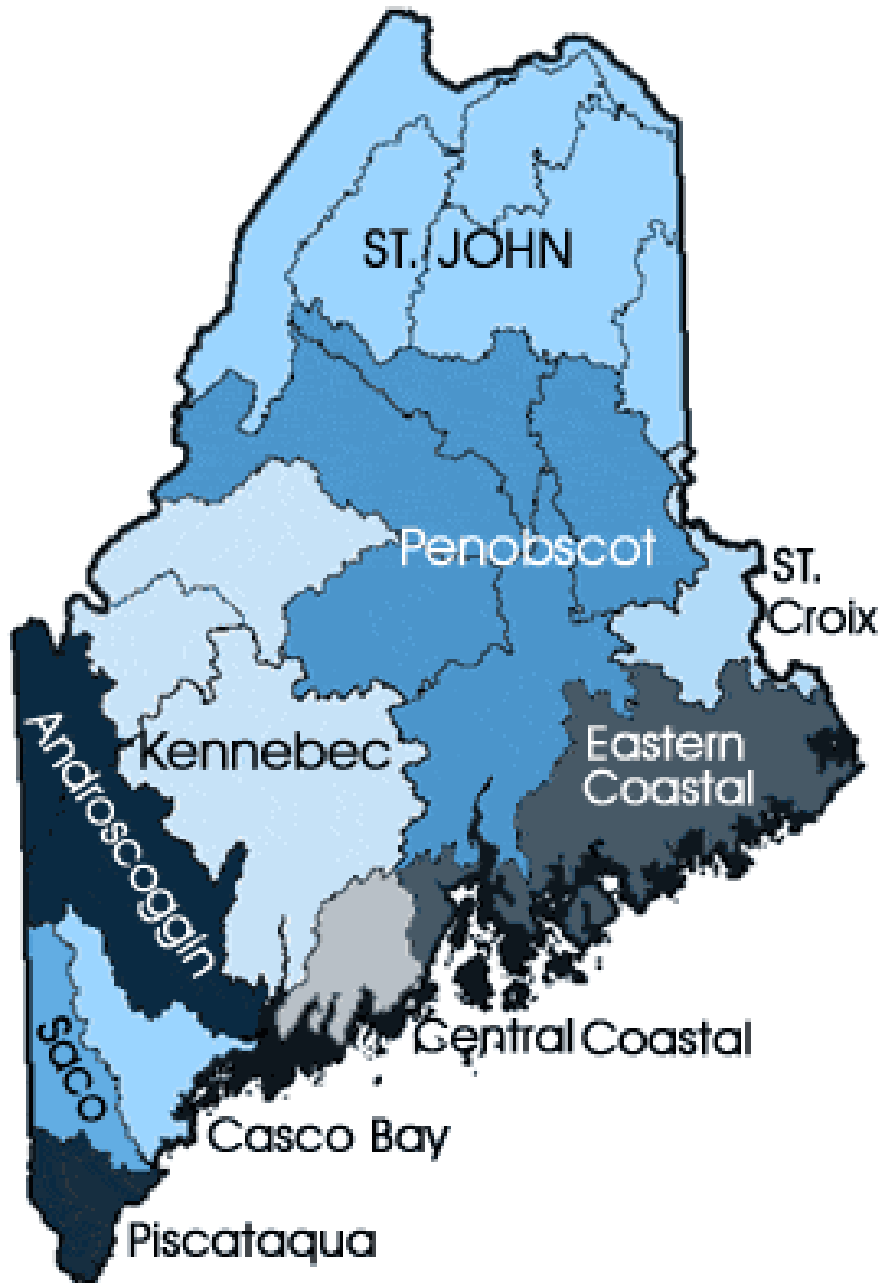 ST. JOHN
Penobscot
ST.
Croix
Androscoggin
Kennebec
Eastern
Coastal
Saco
Central Coastal
Casco Bay
Piscataqua